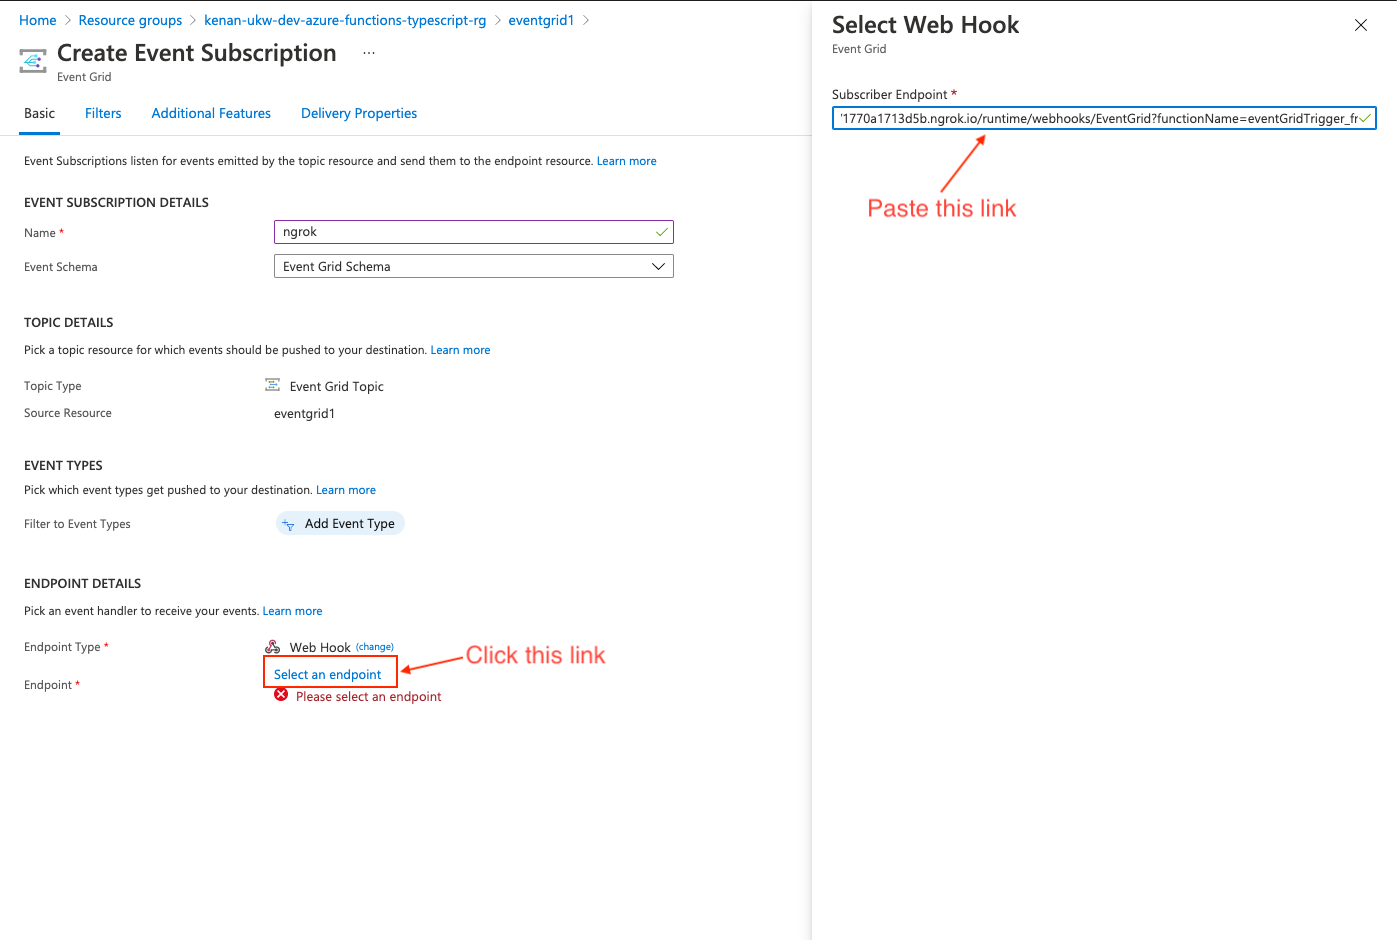 Home > Resource groups > kenan-ukw-dev-azure-functions-typescript-rg > eventgrid1 >
Create Event Subscription ...
Event Grid
Basic Filters Additional Features Delivery Properties
Event Subscriptions listen for events emitted by the topic resource and send them to the endpoint resource. Learn more
EVENT SUBSCRIPTION DETAILS
Name * ngrok
Event Schema Event Grid Schema
TOPIC DETAILS
Pick a topic resource for which events should be pushed to your destination. Learn more
Topic Type Event Grid Topic
Source Resource eventgrid1
EVENT TYPES
Pick which event types get pushed to your destination. Learn more
Filter to Event Types Add Event Type
ENDPOINT DETAILS
Pick an event handler to receive your events. Learn more
Endpoint Type * Web Hook (change)
Endpoint * Select an endpoint
Please select an endpoint
Click this link
Select Web Hook
Event Grid
Subscriber Endpoint *
1770a1713d5b.ngrok.io/runtime/webhooks/EventGrid?functionName=eventGridTrigger_fr
Paste this link